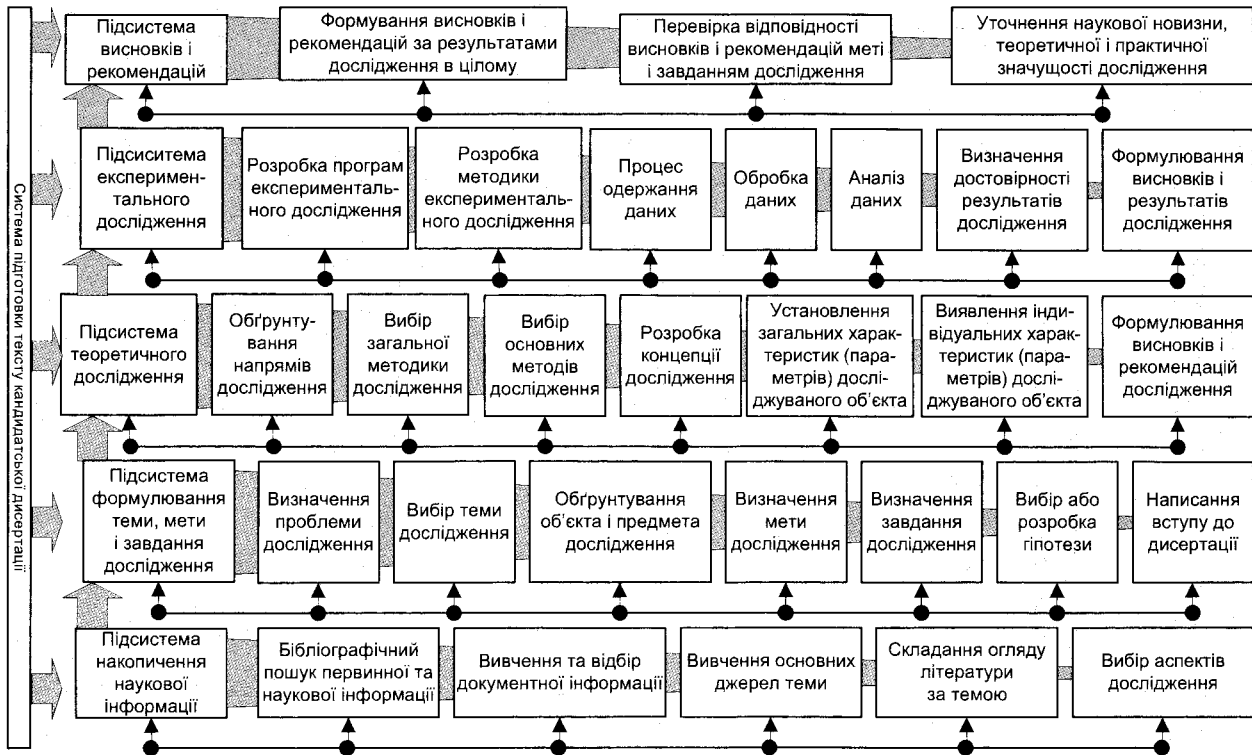 Система підготовки тексту кандидатської дисертації
Підсистема
висновків і
рекомендацій
Формування висновків і
рекомендацій за результатами
дослідження в цілому
Перевірка відповідності
висновків і рекомендацій меті
і завданням дослідження
Уточнення наукової новизни,
теоретичної і практичної
значущості дослідження
Підсиситема
експеримен-
тального
дослідження
Розробка програм
експерименталь-
ного дослідження
Розробка
методики
експерименталь-
ного дослідження
Процес
одержання
даних
Обробка
даних
Аналіз
даних
Визначення
достовірності
результатів
дослідження
Формулювання
висновків і
результатів
дослідження
Підсистема
теоретичного
дослідження
Обґрунту-
вання
напрямів
дослідження
Вибір
загальної
методики
дослідження
Вибір
основних
методів
дослідження
Розробка
концепції
дослідження
Установлення
загальних харак-
теристик (пара-
метрів) дослі-
джуваного об'єкта
Виявлення інди-
відуальних харак-
теристик (пара-
метрів) дослі-
джуваного об'єкта
Формулювання
висновків і
рекомендацій
дослідження
Підсистема
формулювання
теми, мети
і завдання
дослідження
Визначення
проблеми
дослідження
Вибір теми
дослідження
Обґрунтування
об'єкта і предмета
дослідження
Визначення
мети
дослідження
Визначення
завдання
дослідження
Вибір або
розробка
гіпотези
Написання
вступу до
дисертації
Підсистема
накопичення
наукової
інформації
Бібліографічний
пошук первинної та
наукової інформації
Вивчення та відбір
документної інформації
Вивчення основних
джерел теми
Складання огляду
літератури
за темою
Вибір аспектів
дослідження